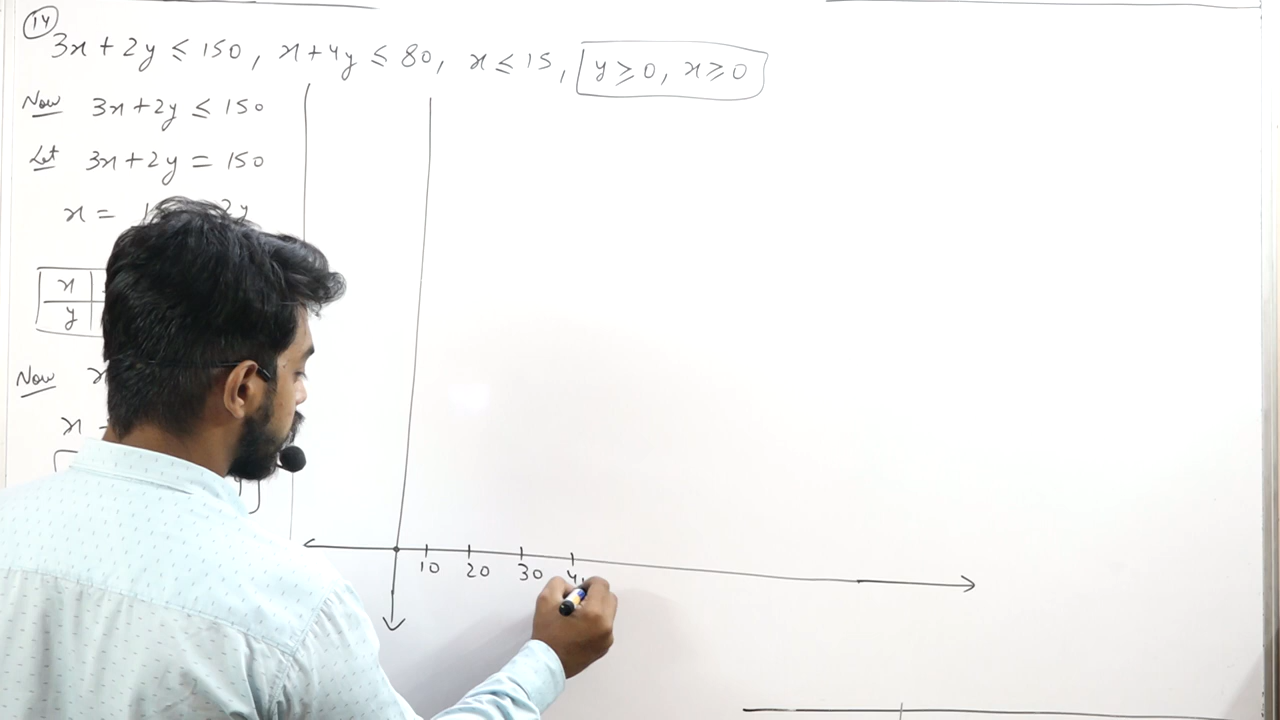 14
3x + 2y ≤ 150, x + 4y ≤ 80, x ≤ 15, y ≥ 0, x ≥ 0
Now 3x + 2y ≤ 150
Let 3x + 2y = 150
x = 2y
x
y
Now x
x
10 20 30